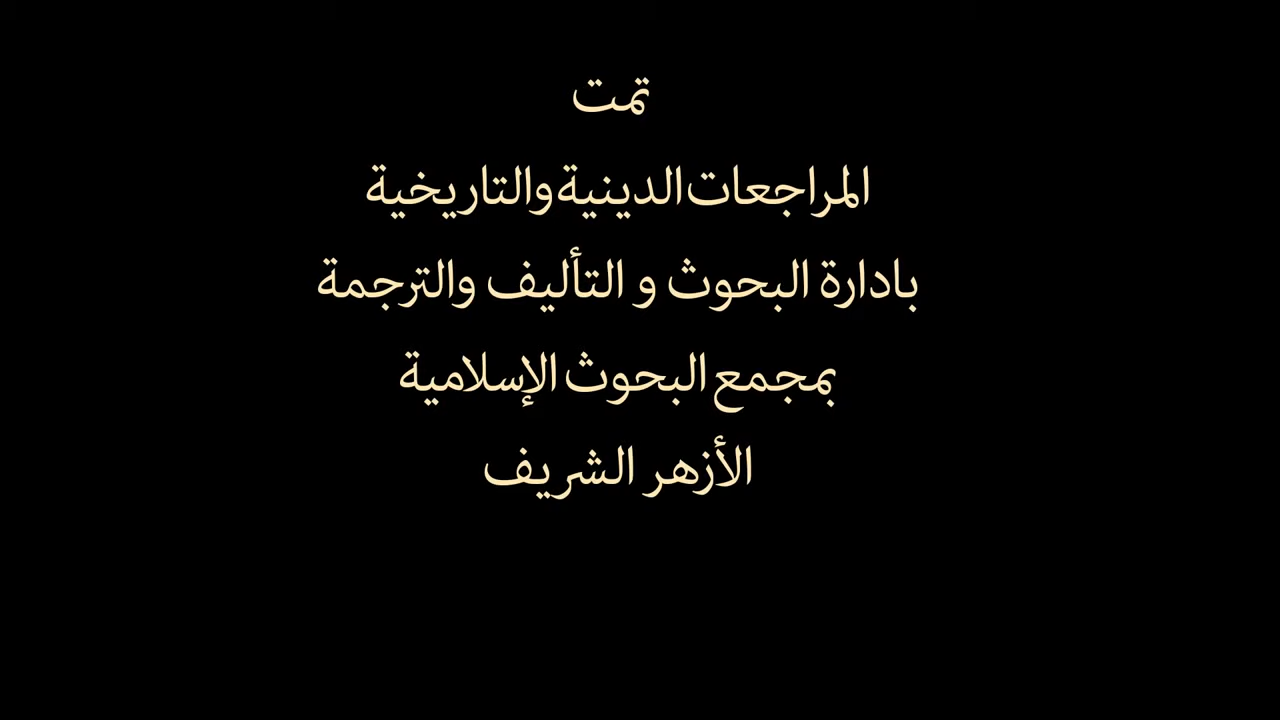 تمت
المراجعات الدينية والتاريخية
بادارة البحوث و التأليف والترجمة
بمجمع البحوث الإسلامية
الأزهر الشريف